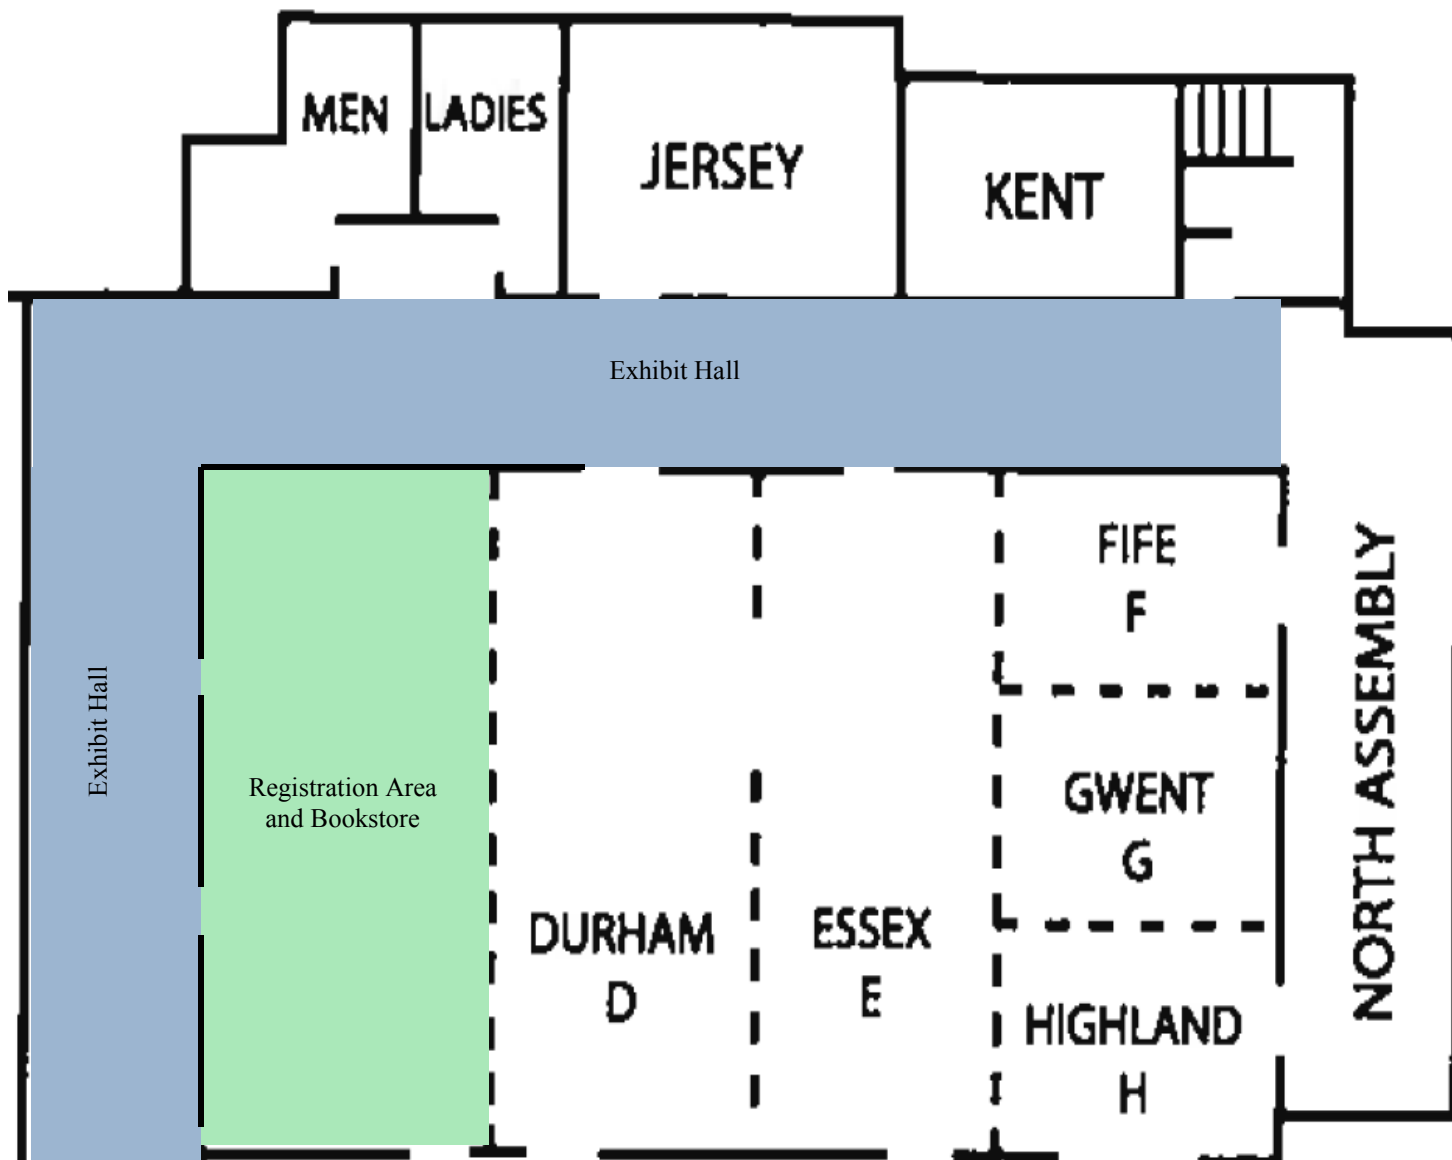 MEN
LADIES
JERSEY
KENT
Exhibit Hall
Exhibit Hall
Registration Area
and Bookstore
DURHAM
D
ESSEX
E
FIFE
F
GWENT
G
HIGHLAND
H
NORTH ASSEMBLY